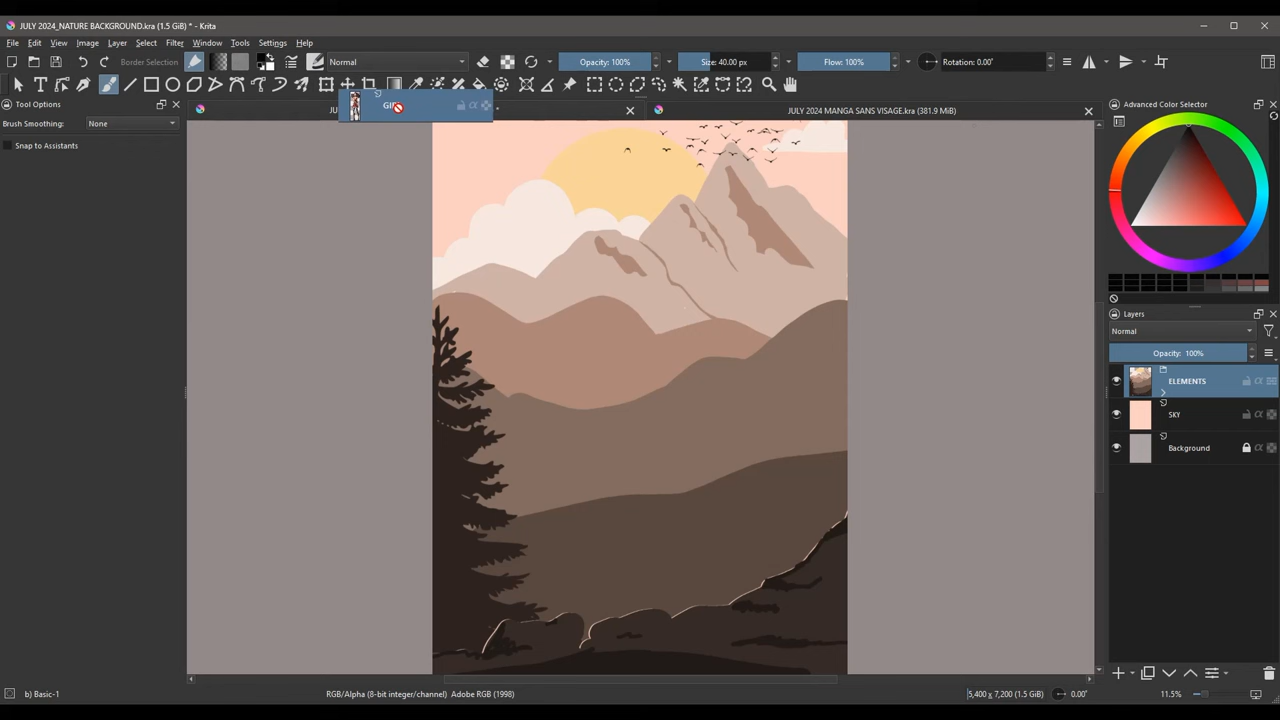 JULY 2024_NATURE BACKGROUND.kra (1.5 GiB) * - Krita
File Edit View Image Layer Select Filter Window Tools Settings Help
Border Selection
Normal
Opacity: 100%
Size: 40.00 px
Flow: 100%
Rotation: 0.00°
Tool Options
JU
JULY 2024 MANGA SANS VISAGE.kra (381.9 MiB)
Advanced Color Selector
Brush Smoothing: None
Snap to Assistants
Layers
Normal
Opacity: 100%
ELEMENTS
SKY
Background
b) Basic-1
RGB/Alpha (8-bit integer/channel) Adobe RGB (1998)
5,400 x 7,200 (1.5 GiB)
0.00°
11.5%